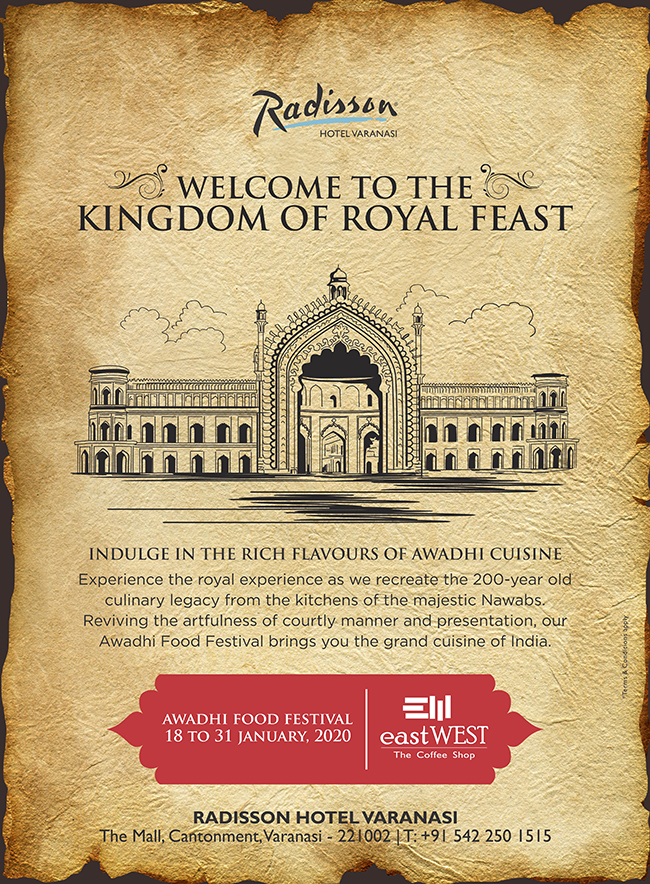 Radisson
HOTEL VARANASI
WELCOME TO THE
KINGDOM OF ROYAL FEAST
INDULGE IN THE RICH FLAVOURS OF AWADHI CUISINE
Experience the royal experience as we recreate the 200-year old
culinary legacy from the kitchens of the majestic Nawabs.
Reviving the artfulness of courtly manner and presentation, our
Awadhi Food Festival brings you the grand cuisine of India.
*Terms & Conditions apply
AWADHI FOOD FESTIVAL
18 TO 31 JANUARY, 2020
EW
eastWEST
The Coffee Shop
RADISSON HOTEL VARANASI
The Mall, Cantonment, Varanasi - 221002 | T: +91 542 250 1515